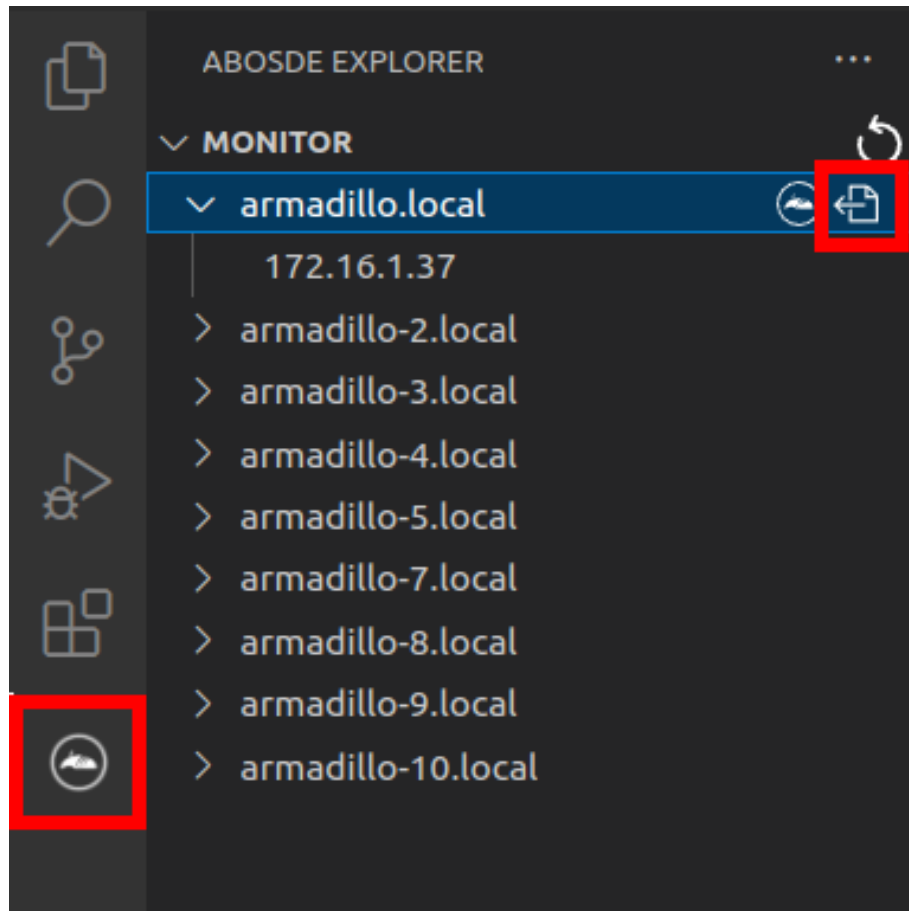 ABOSDE EXPLORER
MONITOR
armadillo.local
172.16.1.37
armadillo-2.local
armadillo-3.local
armadillo-4.local
armadillo-5.local
armadillo-7.local
armadillo-8.local
armadillo-9.local
armadillo-10.local